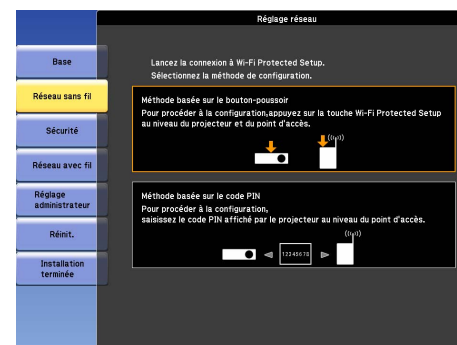 Réglage réseau
Base
Réseau sans fil
Sécurité
Réseau avec fil
Réglage
administrateur
Réinit.
Installation
terminée
Lancez la connexion à Wi-Fi Protected Setup.
Sélectionnez la méthode de configuration.
Méthode basée sur le bouton-poussoir
Pour procéder à la configuration,appuyez sur la touche Wi-Fi Protected Setup
au niveau du projecteur et du point d'accès.
Méthode basée sur le code PIN
Pour procéder à la configuration,
saisissez le code PIN affiché par le projecteur au niveau du point d'accès.
12345678